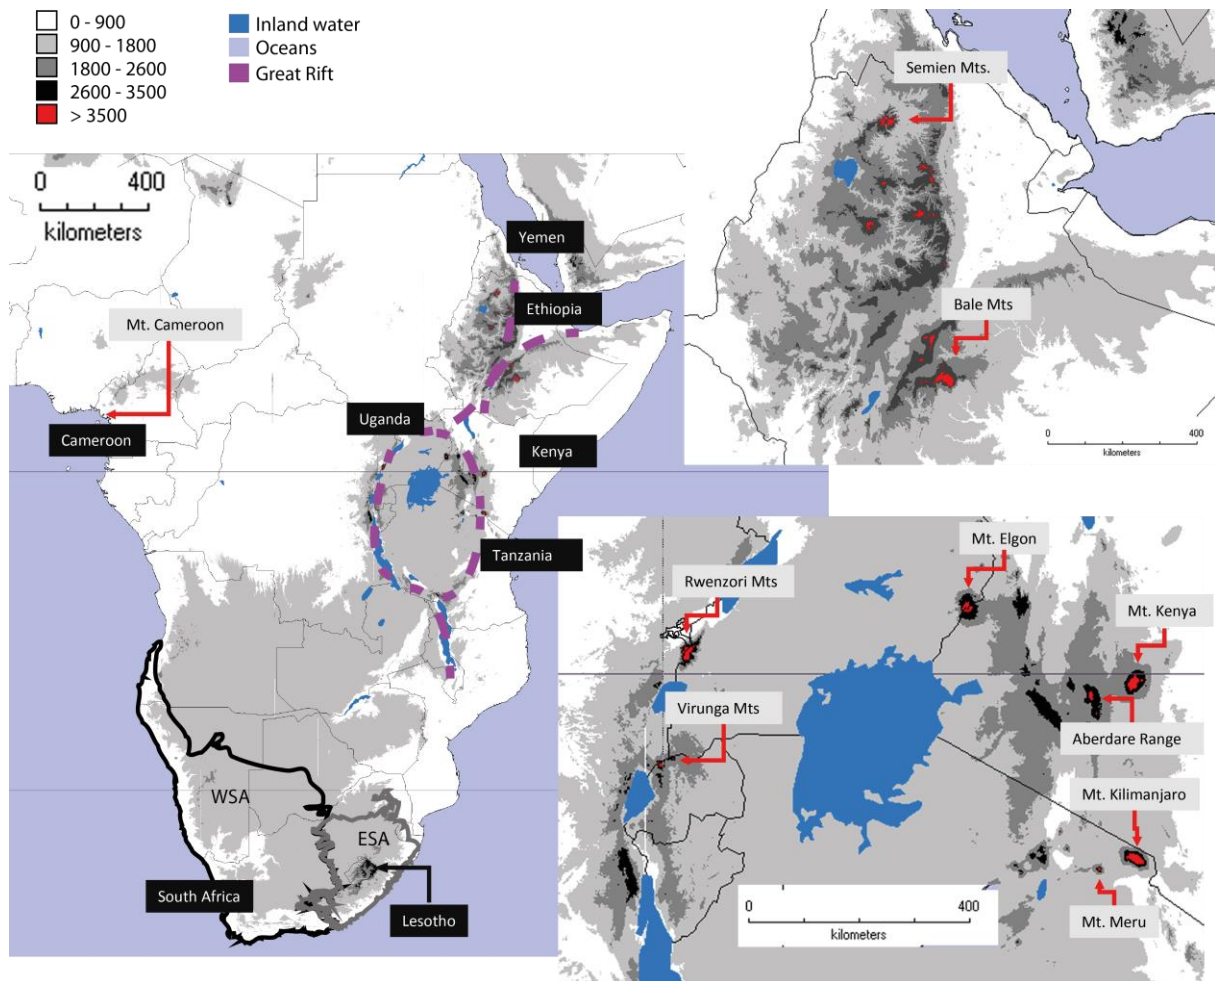 0 - 900
900 - 1800
1800 - 2600
2600 - 3500
> 3500
Inland water
Oceans
Great Rift
0 400
kilometers
Mt. Cameroon
Cameroon
Yemen
Ethiopia
Uganda
Kenya
Tanzania
WSA
ESA
South Africa
Lesotho
Semien Mts.
Bale Mts
0 400
kilometers
Mt. Elgon
Rwenzori Mts
Mt. Kenya
Virunga Mts
Aberdare Range
Mt. Kilimanjaro
0 400
kilometers
Mt. Meru